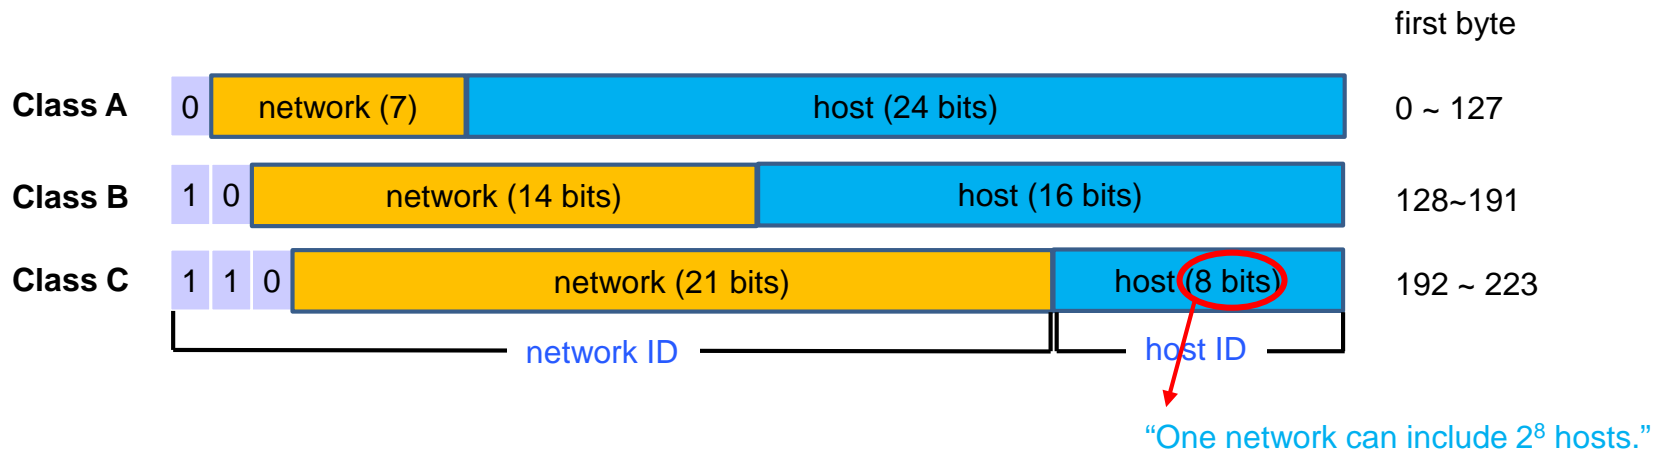 first byte
Class A 0 network (7) host (24 bits) 0 ~ 127
Class B 1 0 network (14 bits) host (16 bits) 128~191
Class C 1 1 0 network (21 bits) host (8 bits) 192 ~ 223
network ID host ID
“One network can include 2⁸ hosts.”